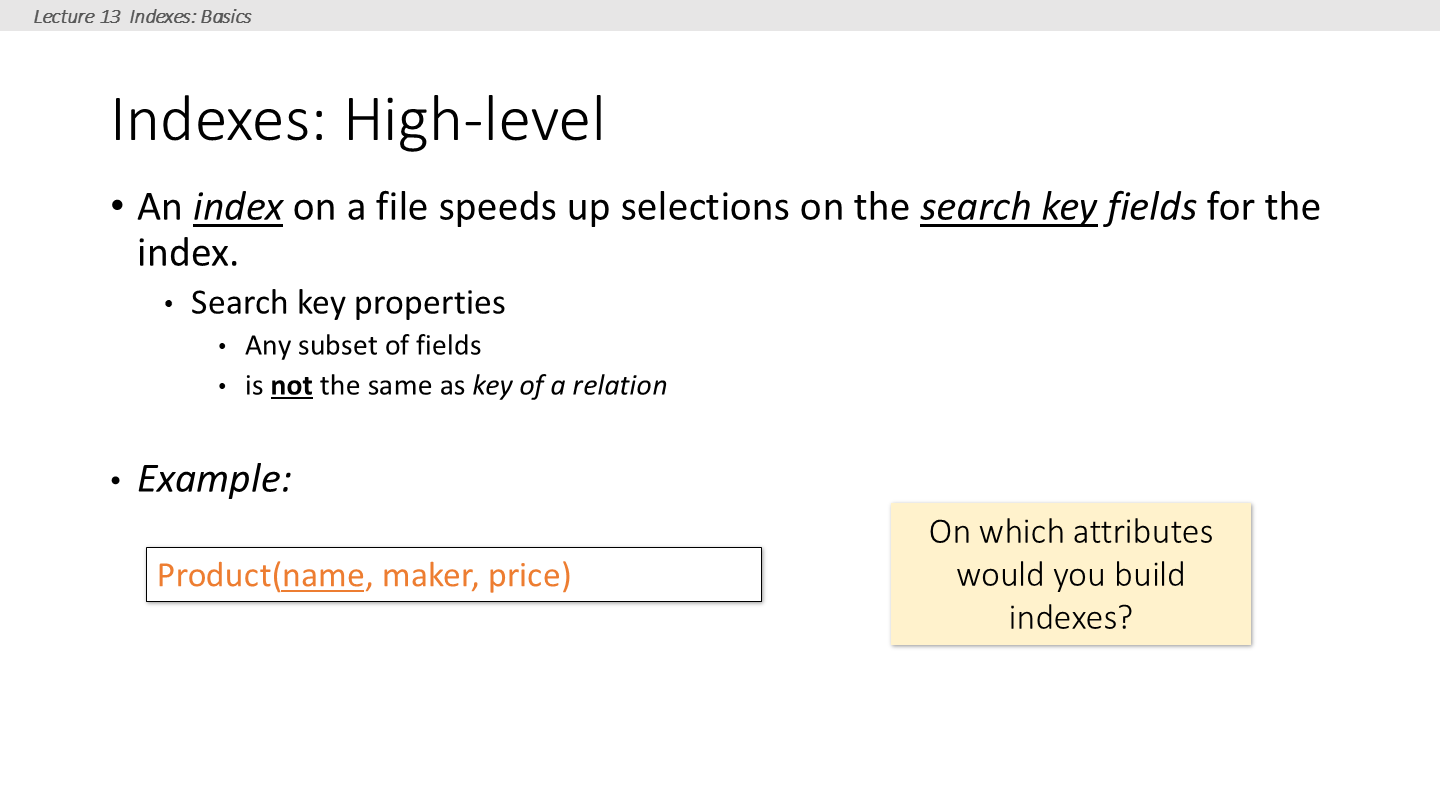 Lecture 13 Indexes: Basics
Indexes: High-level
• An index on a file speeds up selections on the search key fields for the
index.
• Search key properties
• Any subset of fields
• is not the same as key of a relation
• Example:
Product(name, maker, price)
On which attributes
would you build
indexes?